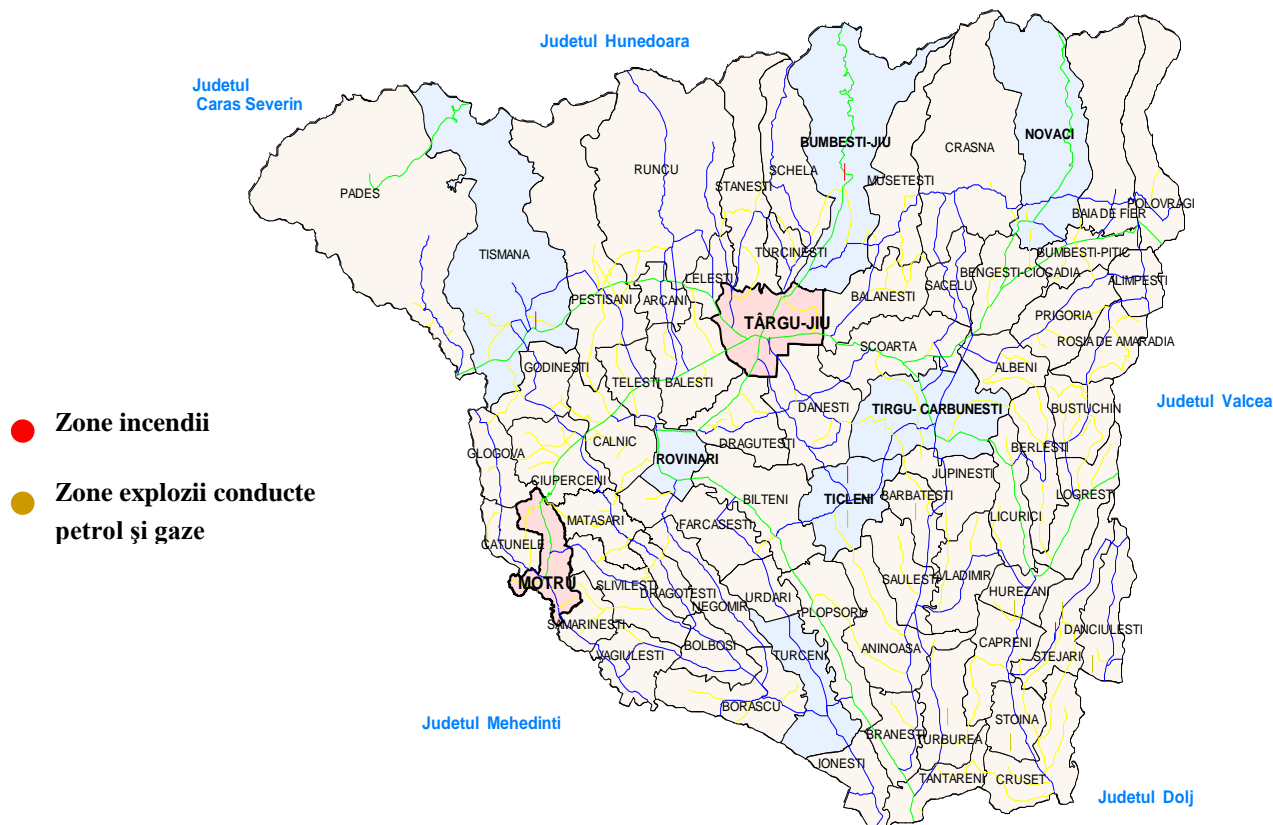 Judetul Hunedoara
Judetul
Caras Severin
BUMBESTI-JIU
NOVACI
CRASNA
RUNCU
SCHELA
STANESTI
MUSETESTI
PADES
POLOVRAGI
BAIA DE FIER
TISMANA
TURCINESTI
BUMBESTI-PITIC
BENGESTI-CIOCADIA
LELESTI
SACELU
ALIMPESTI
PESTISANI
ARCANI
BALANESTI
PRIGORIA
TÂRGU-JIU
ROSIA DE AMARADIA
SCOARTA
GODINESTI
ALBENI
TELESTI
BALESTI
Judetul Valcea
DANESTI
TIRGU- CARBUNESTI
BUSTUCHIN
Zone incendii
CALNIC
DRAGUTESTI
BERLESTI
GLOGOVA
ROVINARI
JUPINESTI
CIUPERCENI
Zone explozii conducte
petrol şi gaze
BILTENI
TICLENI
BARBATESTI
LOGRESTI
LICURICI
MATASARI
FARCASESTI
CATUNELE
MOTRU
SLIVILESTI
DRAGOTESTI
NEGOMIR
URDARI
SAULESTI
VLADIMIR
HUREZANI
PLOPSORU
SAMARINESTI
DANCIULESTI
CAPRENI
BOLBOSI
ANINOASA
VAGIULESTI
TURCENI
STEJARI
BORASCU
STOINA
Judetul Mehedinti
BRANESTI
TURBUREA
IONESTI
TANTARENI
CRUSET
Judetul Dolj